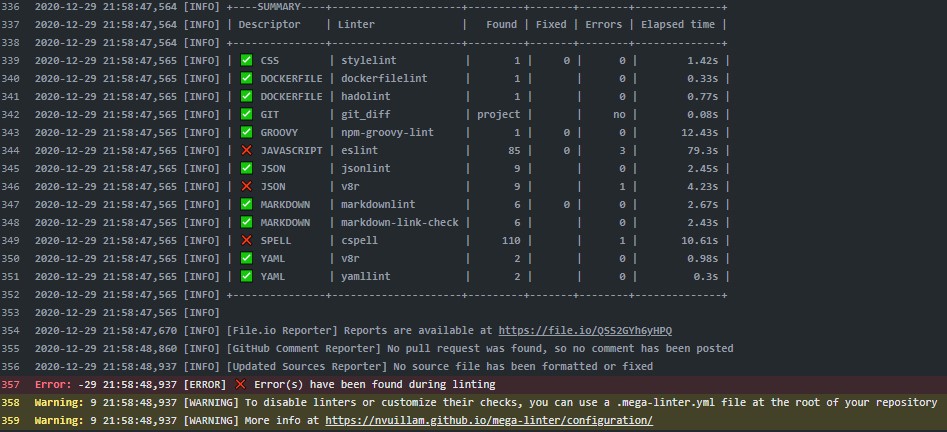 336 2020-12-29 21:58:47,564 [INFO] +----SUMMARY----+---------------------+---------+-------+--------+--------------+
337 2020-12-29 21:58:47,564 [INFO] | Descriptor | Linter | Found | Fixed | Errors | Elapsed time |
338 2020-12-29 21:58:47,564 [INFO] +---------------+---------------------+---------+-------+--------+--------------+
339 2020-12-29 21:58:47,565 [INFO] | ✅ CSS | stylelint | 1 | 0 | 0 | 1.42s |
340 2020-12-29 21:58:47,565 [INFO] | ✅ DOCKERFILE | dockerfilelint | 1 | | 0 | 0.33s |
341 2020-12-29 21:58:47,565 [INFO] | ✅ DOCKERFILE | hadolint | 1 | | 0 | 0.77s |
342 2020-12-29 21:58:47,565 [INFO] | ✅ GIT | git_diff | project | | no | 0.08s |
343 2020-12-29 21:58:47,565 [INFO] | ✅ GROOVY | npm-groovy-lint | 1 | 0 | 0 | 12.43s |
344 2020-12-29 21:58:47,565 [INFO] | ❌ JAVASCRIPT | eslint | 85 | 0 | 3 | 79.3s |
345 2020-12-29 21:58:47,565 [INFO] | ✅ JSON | jsonlint | 9 | | 0 | 2.45s |
346 2020-12-29 21:58:47,565 [INFO] | ❌ JSON | v8r | 9 | | 1 | 4.23s |
347 2020-12-29 21:58:47,565 [INFO] | ✅ MARKDOWN | markdownlint | 6 | 0 | 0 | 2.67s |
348 2020-12-29 21:58:47,565 [INFO] | ✅ MARKDOWN | markdown-link-check | 6 | | 0 | 2.43s |
349 2020-12-29 21:58:47,565 [INFO] | ❌ SPELL | cspell | 110 | | 1 | 10.61s |
350 2020-12-29 21:58:47,565 [INFO] | ✅ YAML | v8r | 2 | | 0 | 0.98s |
351 2020-12-29 21:58:47,565 [INFO] | ✅ YAML | yamllint | 2 | | 0 | 0.3s |
352 2020-12-29 21:58:47,565 [INFO] +---------------+---------------------+---------+-------+--------+--------------+
353 2020-12-29 21:58:47,565 [INFO]
354 2020-12-29 21:58:47,670 [INFO] [File.io Reporter] Reports are available at https://file.io/QSS2GYh6yHPQ
355 2020-12-29 21:58:48,860 [INFO] [GitHub Comment Reporter] No pull request was found, so no comment has been posted
356 2020-12-29 21:58:48,937 [INFO] [Updated Sources Reporter] No source file has been formatted or fixed
357 Error: -29 21:58:48,937 [ERROR] ❌ Error(s) have been found during linting
358 Warning: 9 21:58:48,937 [WARNING] To disable linters or customize their checks, you can use a .mega-linter.yml file at the root of your repository
359 Warning: 9 21:58:48,937 [WARNING] More info at https://nvuillam.github.io/mega-linter/configuration/